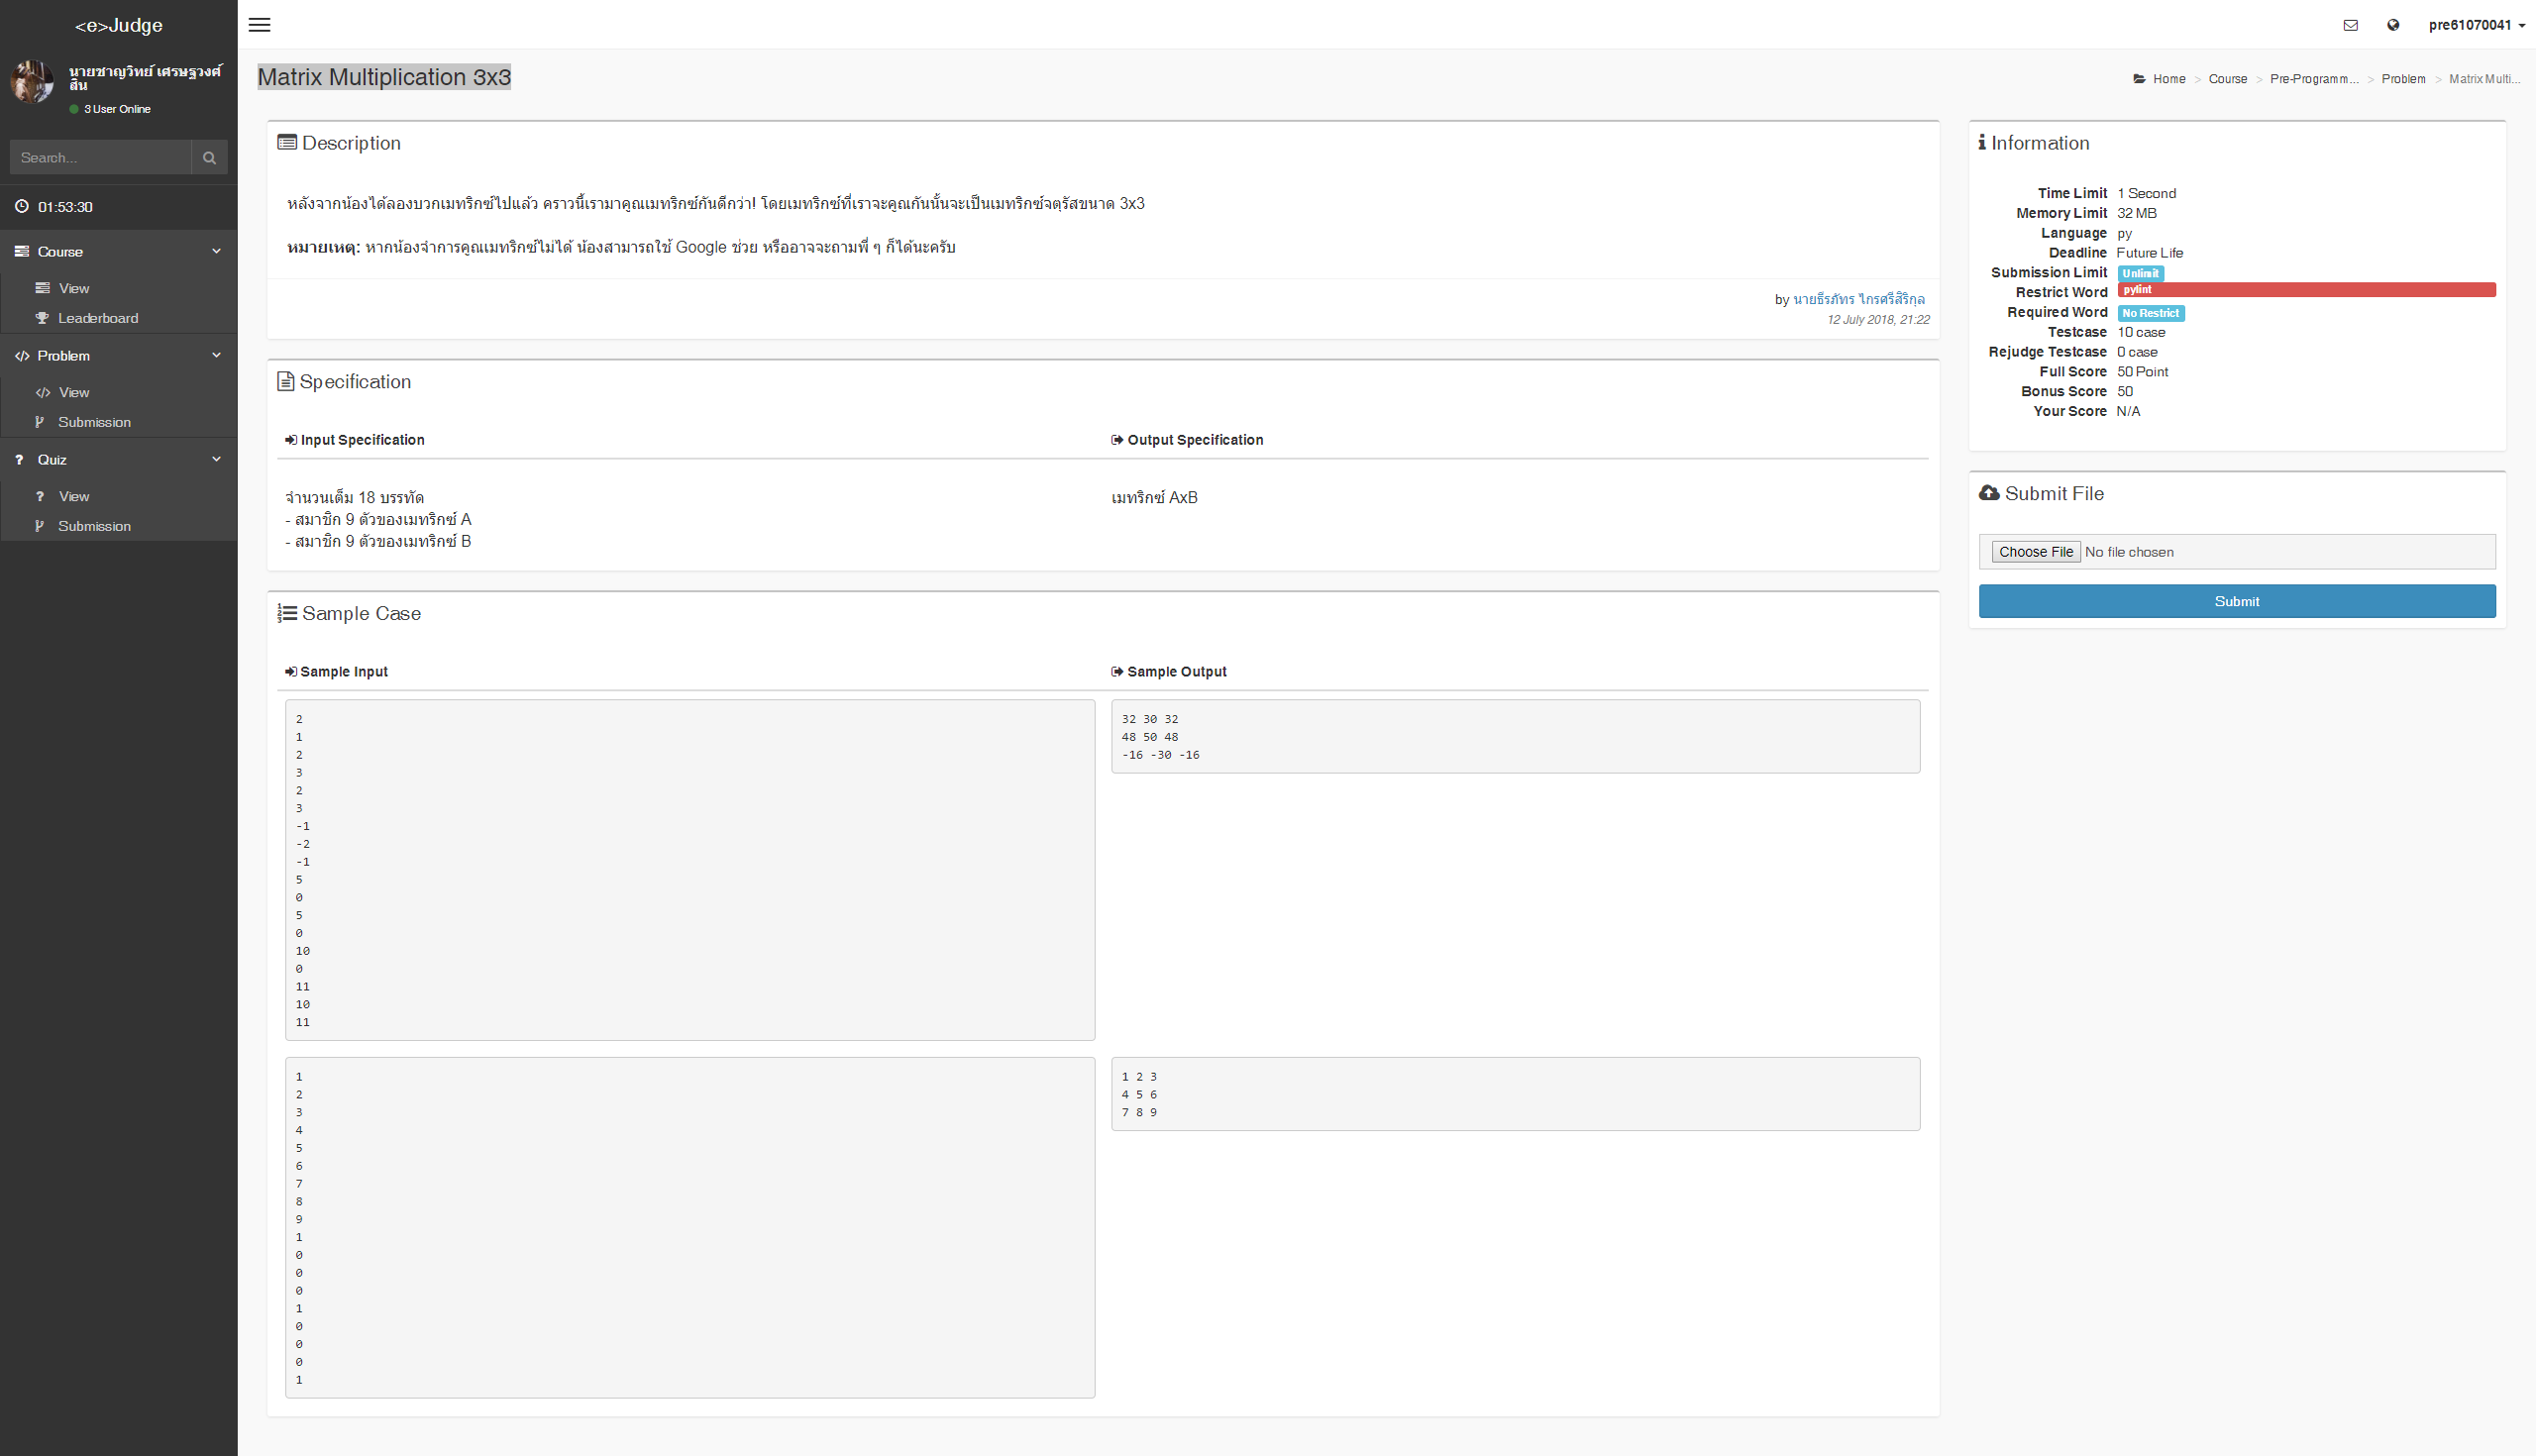 <e>Judge
pre61070041
นายชาญวิทย์ เศรษฐวงศ์
สิน
3 User Online
Search...
01:53:30
Course
View
Leaderboard
Problem
View
Submission
Quiz
View
Submission
Matrix Multiplication 3x3
Home > Course > Pre-Programm... > Problem > Matrix Multi...
Description
หลังจากน้องได้ลองบวกเมทริกซ์ไปแล้ว คราวนี้เรามาคูณเมทริกซ์กันดีกว่า! โดยเมทริกซ์ที่เราจะคูณกันนั้นจะเป็นเมทริกซ์จตุรัสขนาด 3x3
หมายเหตุ: หากน้องจำการคูณเมทริกซ์ไม่ได้ น้องสามารถใช้ Google ช่วย หรืออาจจะถามพี่ ๆ ก็ได้นะครับ
by นายธีรภัทร ไกรศรีสิริกุล
12 July 2018, 21:22
Specification
Input Specification
จำนวนเต็ม 18 บรรทัด
- สมาชิก 9 ตัวของเมทริกซ์ A
- สมาชิก 9 ตัวของเมทริกซ์ B
Output Specification
เมทริกซ์ AxB
Sample Case
Sample Input
2
1
2
3
2
3
-1
-2
-1
5
0
5
0
10
0
11
10
11
Sample Output
32 30 32
48 50 48
-16 -30 -16
1
2
3
4
5
6
7
8
9
1
0
0
0
1
0
0
0
1
1 2 3
4 5 6
7 8 9
Information
Time Limit 1 Second
Memory Limit 32 MB
Language py
Deadline Future Life
Submission Limit Unlimit
Restrict Word pylint
Required Word No Restrict
Testcase 10 case
Rejudge Testcase 0 case
Full Score 50 Point
Bonus Score 50
Your Score N/A
Submit File
Choose File No file chosen
Submit